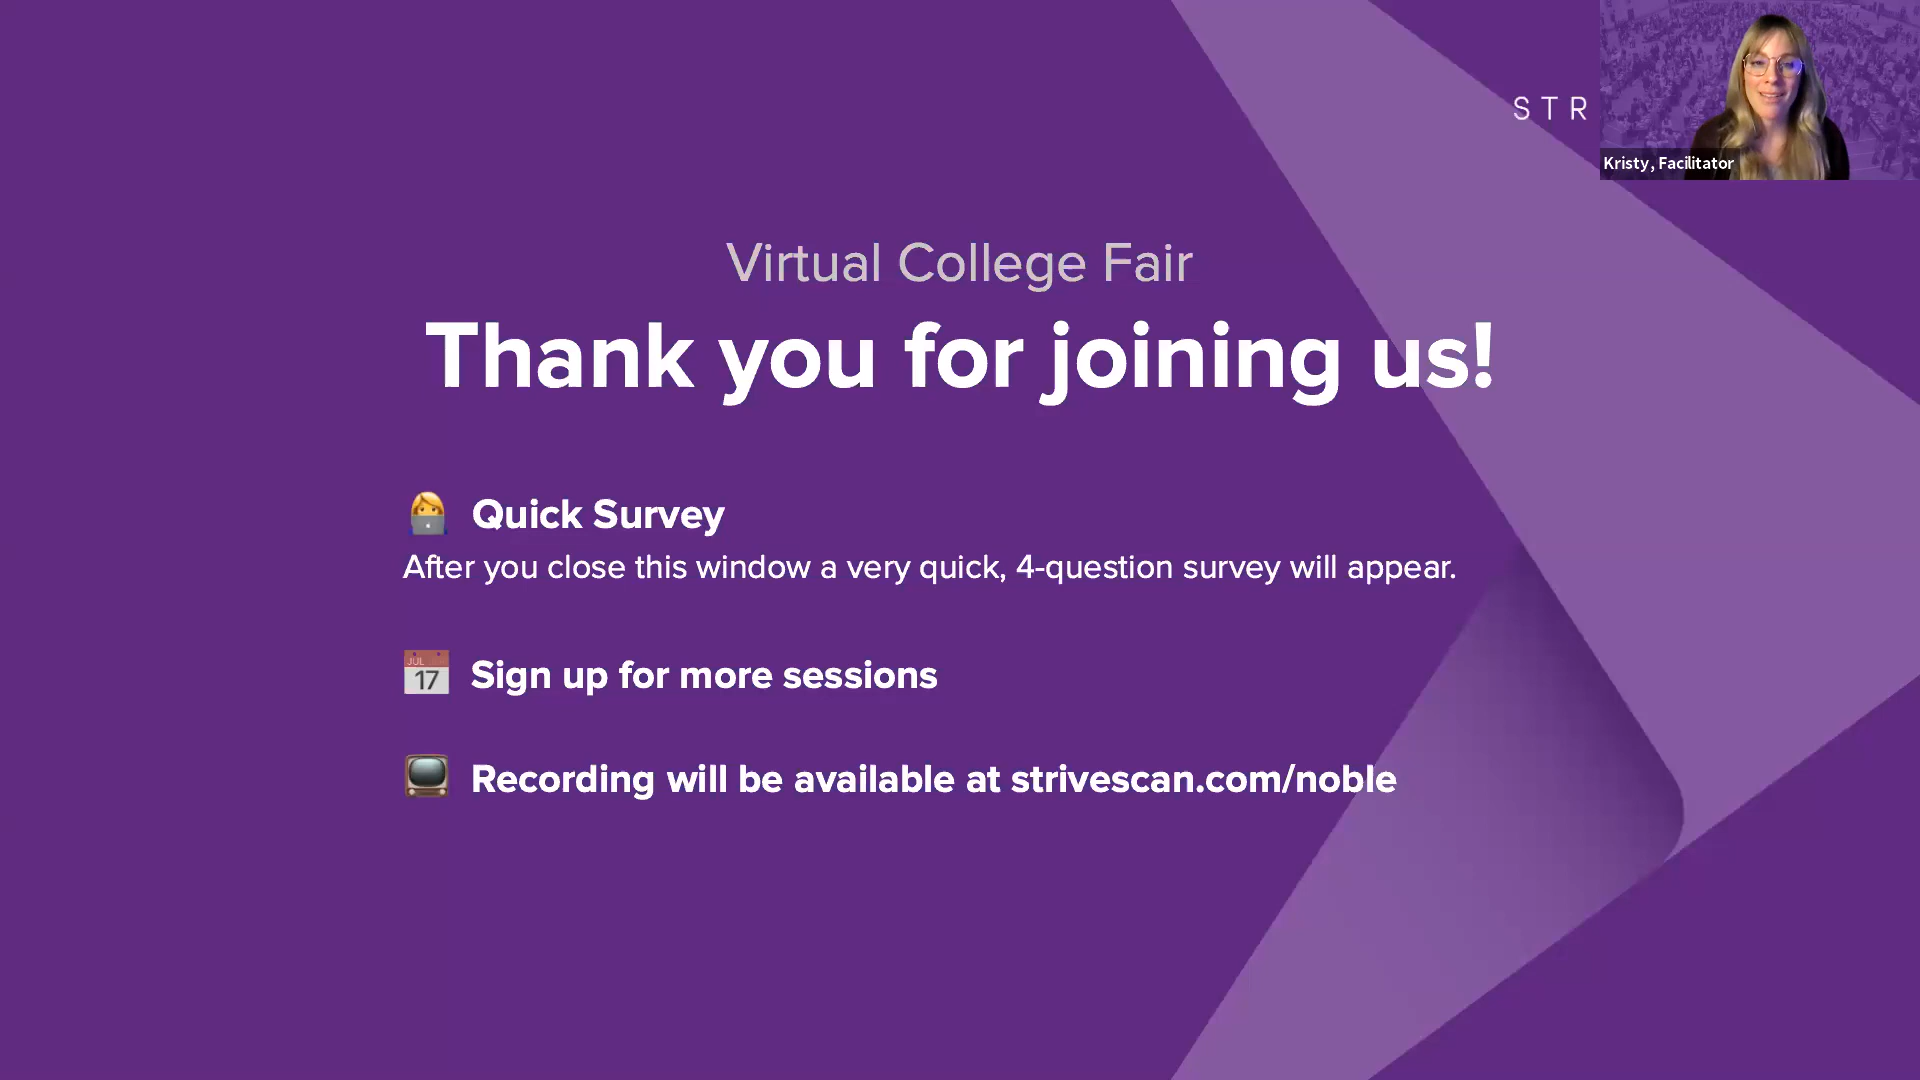 STR
Kristy, Facilitator
Virtual College Fair
Thank you for joining us!
Quick Survey
After you close this window a very quick, 4-question survey will appear.
JUL
17
Sign up for more sessions
Recording will be available at strivescan.com/noble